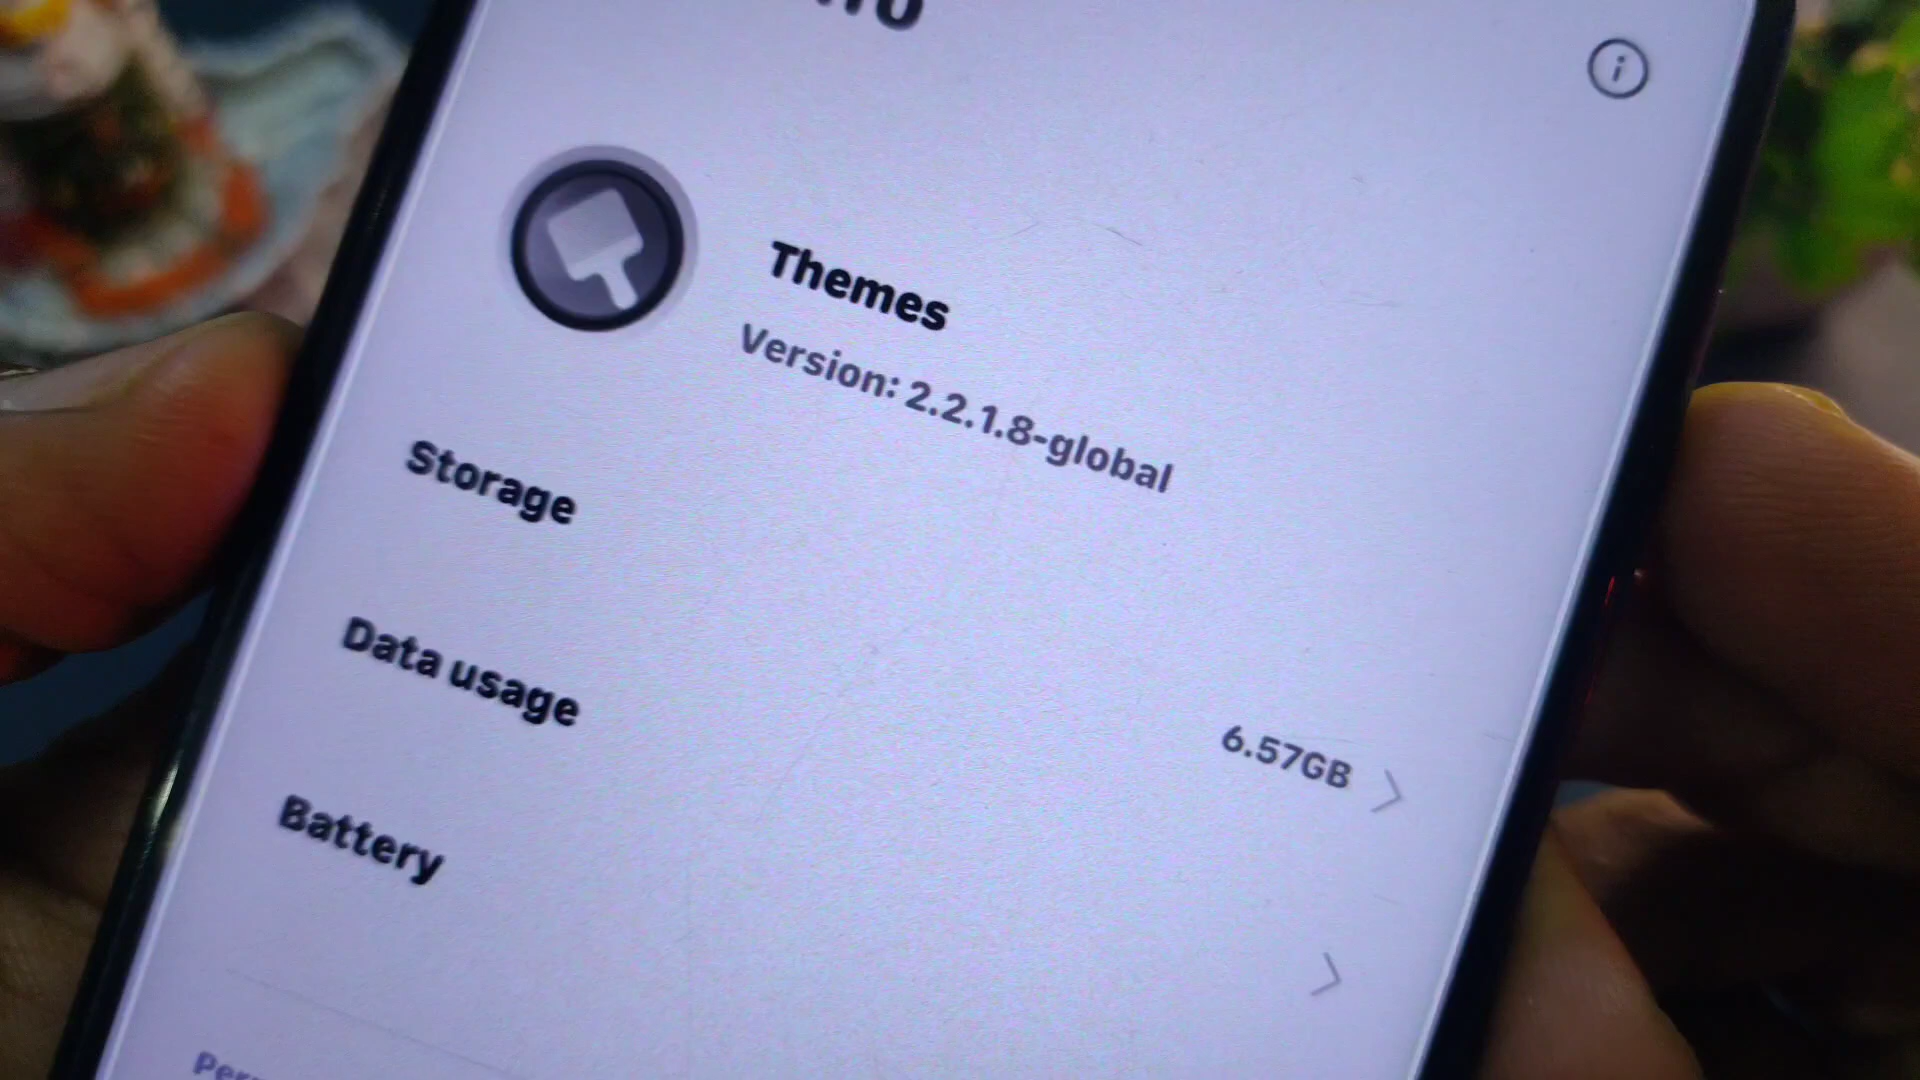 Themes
Version: 2.2.1.8-global
Storage
6.57GB
Data usage
Battery